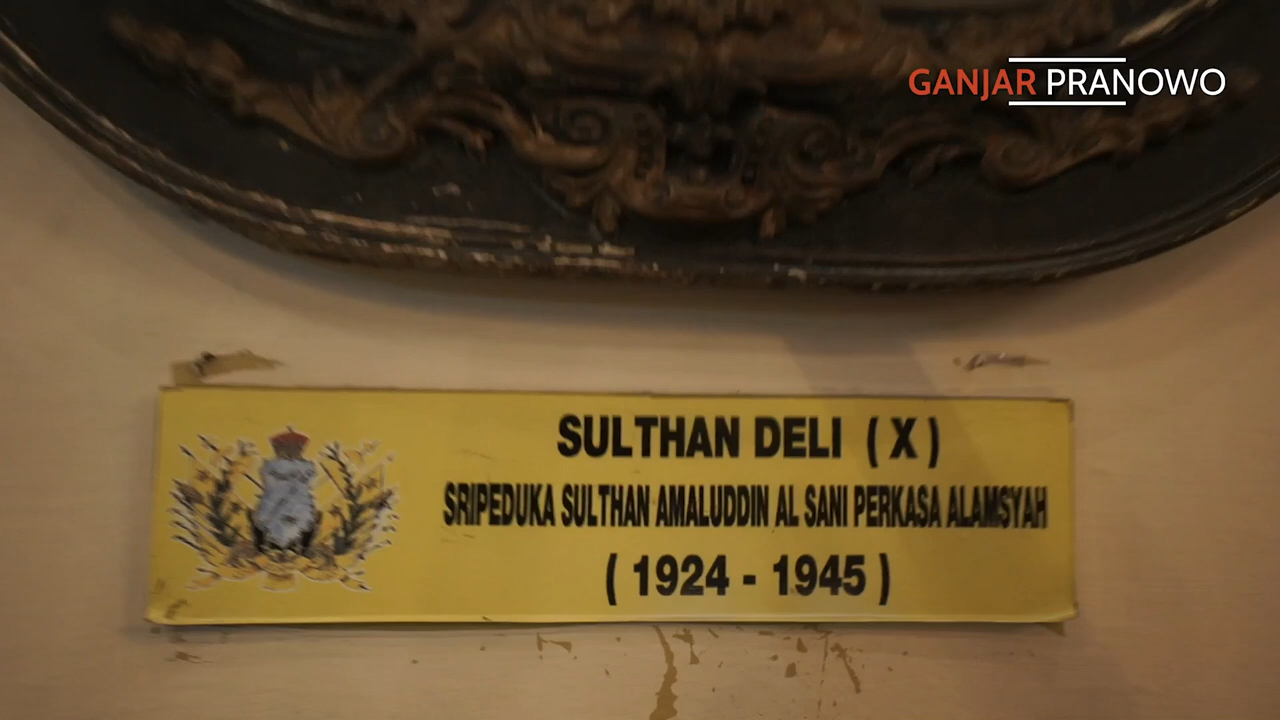 GANJAR PRANOWO
SULTHAN DELI ( X )
SRIPEDUKA SULTHAN AMALUDDIN AL SANI PERKASA ALAMSYAH
( 1924 - 1945 )